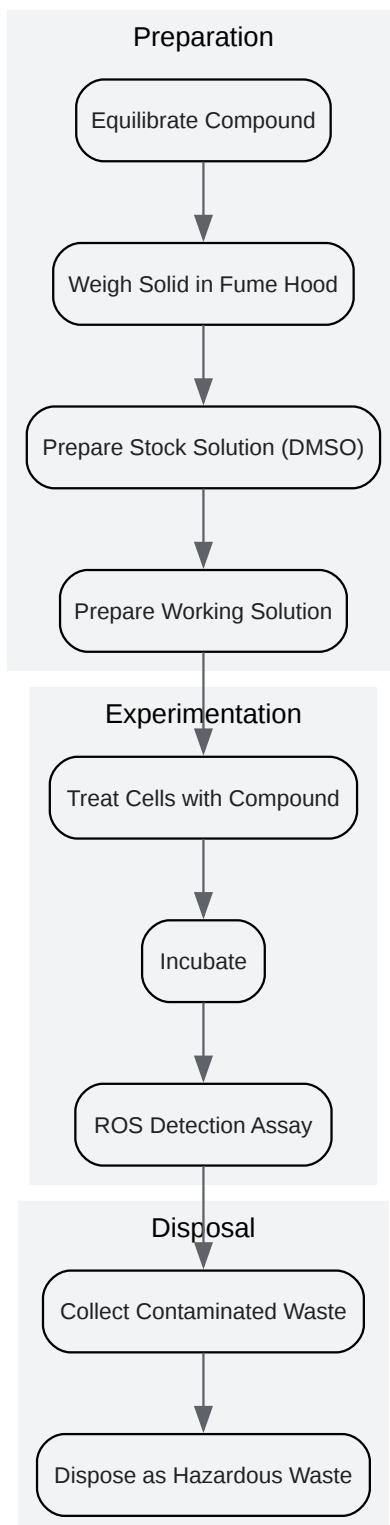 Preparation
Equilibrate Compound
Weigh Solid in Fume Hood
Prepare Stock Solution (DMSO)
Prepare Working Solution
Experimentation
Treat Cells with Compound
Incubate
ROS Detection Assay
Disposal
Collect Contaminated Waste
Dispose as Hazardous Waste